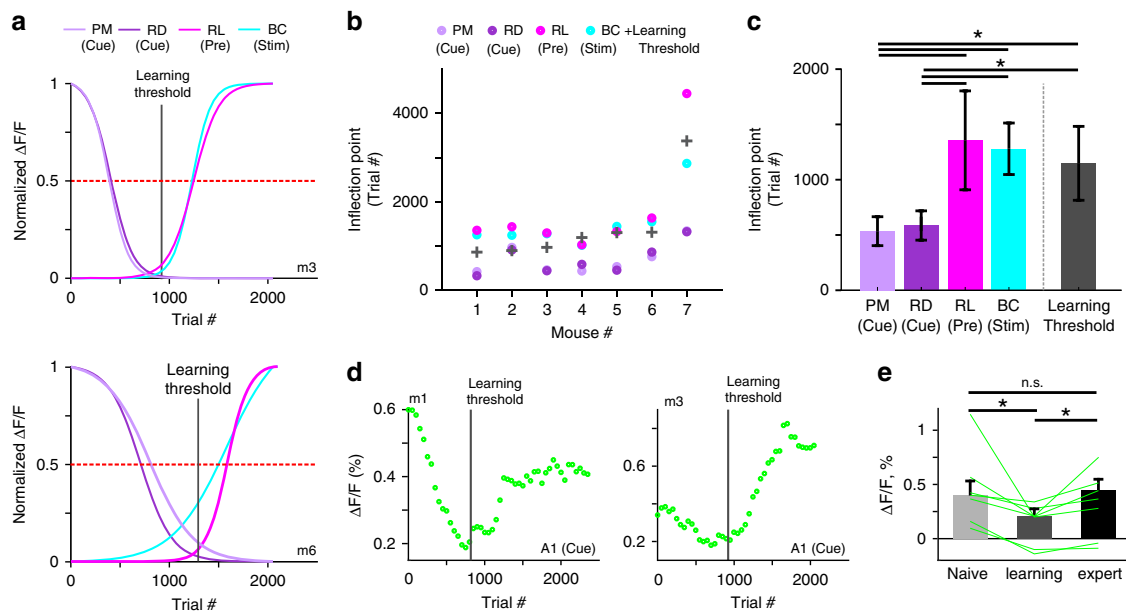 a
PM RD RL BC
(Cue) (Cue) (Pre) (Stim)
Learning
threshold
1
0.5
0
Normalized ΔF/F
m3
0 1000 2000
Trial #
Learning
threshold
1
0.5
0
Normalized ΔF/F
m6
0 1000 2000
Trial #
b
PM RD RL BC +Learning
(Cue) (Cue) (Pre) (Stim) Threshold
4000
2000
0
Inflection point
(Trial #)
1 2 3 4 5 6 7
Mouse #
c
*
*
2000
1000
0
Inflection point
(Trial #)
PM RD RL BC Learning
(Cue) (Cue) (Pre) (Stim) Threshold
d
m1
Learning
threshold
0.6
0.4
0.2
ΔF/F (%)
A1 (Cue)
0 1000 2000
Trial #
m3
Learning
threshold
0.6
0.2
A1 (Cue)
0 1000 2000
Trial #
e
n.s.
* *
1
0.5
0
ΔF/F, %
Naive learning expert